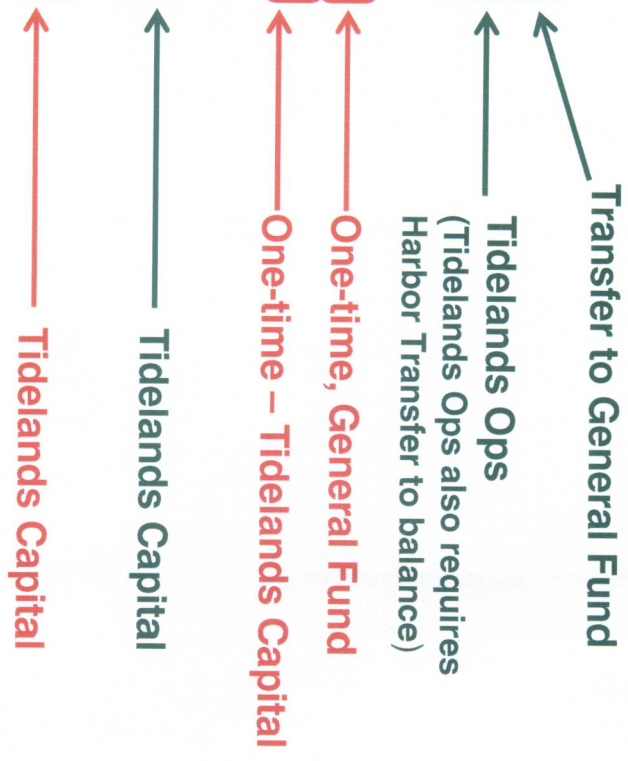 Transfer to General Fund
Tidelands Ops
(Tidelands Ops also requires
Harbor Transfer to balance)
One-time, General Fund
One-time – Tidelands Capital
Tidelands Capital
Tidelands Capital